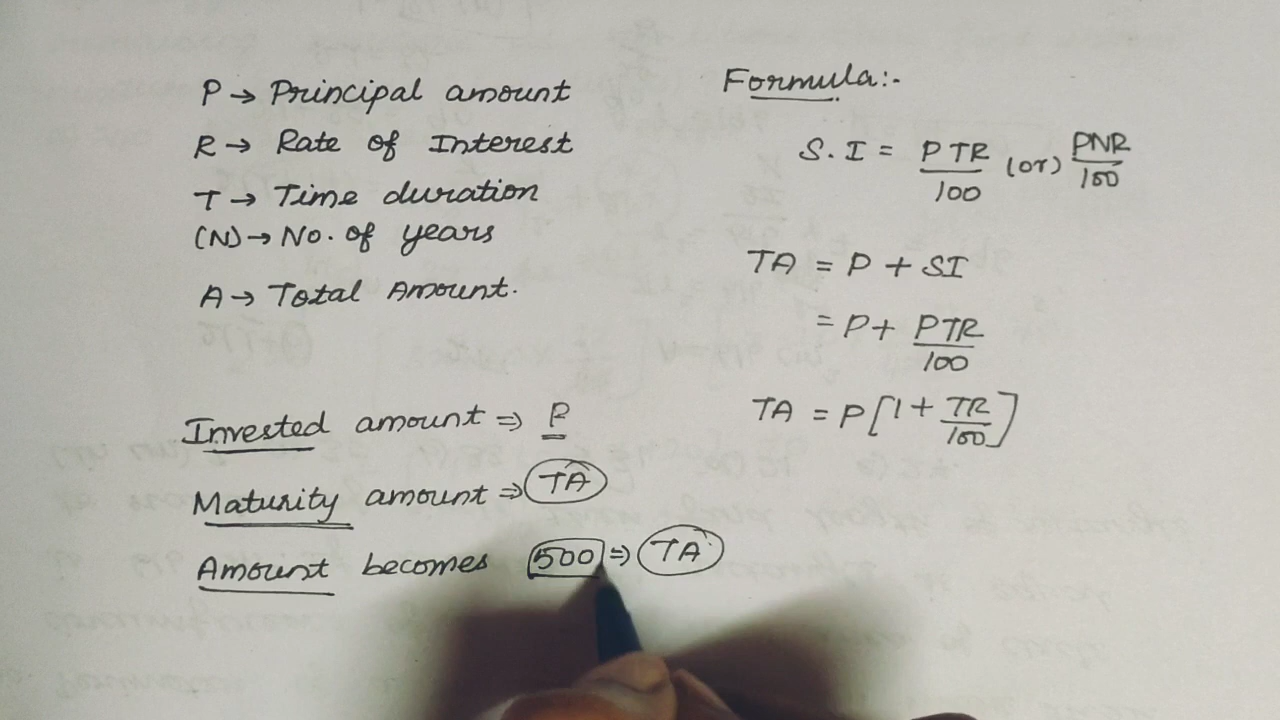 P → Principal amount
R → Rate of Interest
T → Time duration
(N) → No. of years
A → Total Amount.
Invested amount ⇒ P
Maturity amount ⇒ TA
Amount becomes 500 ⇒ TA
Formula:-
S.I = PTR/100 (or) PNR/100
TA = P + SI
= P + PTR/100
TA = P[1 + TR/100]